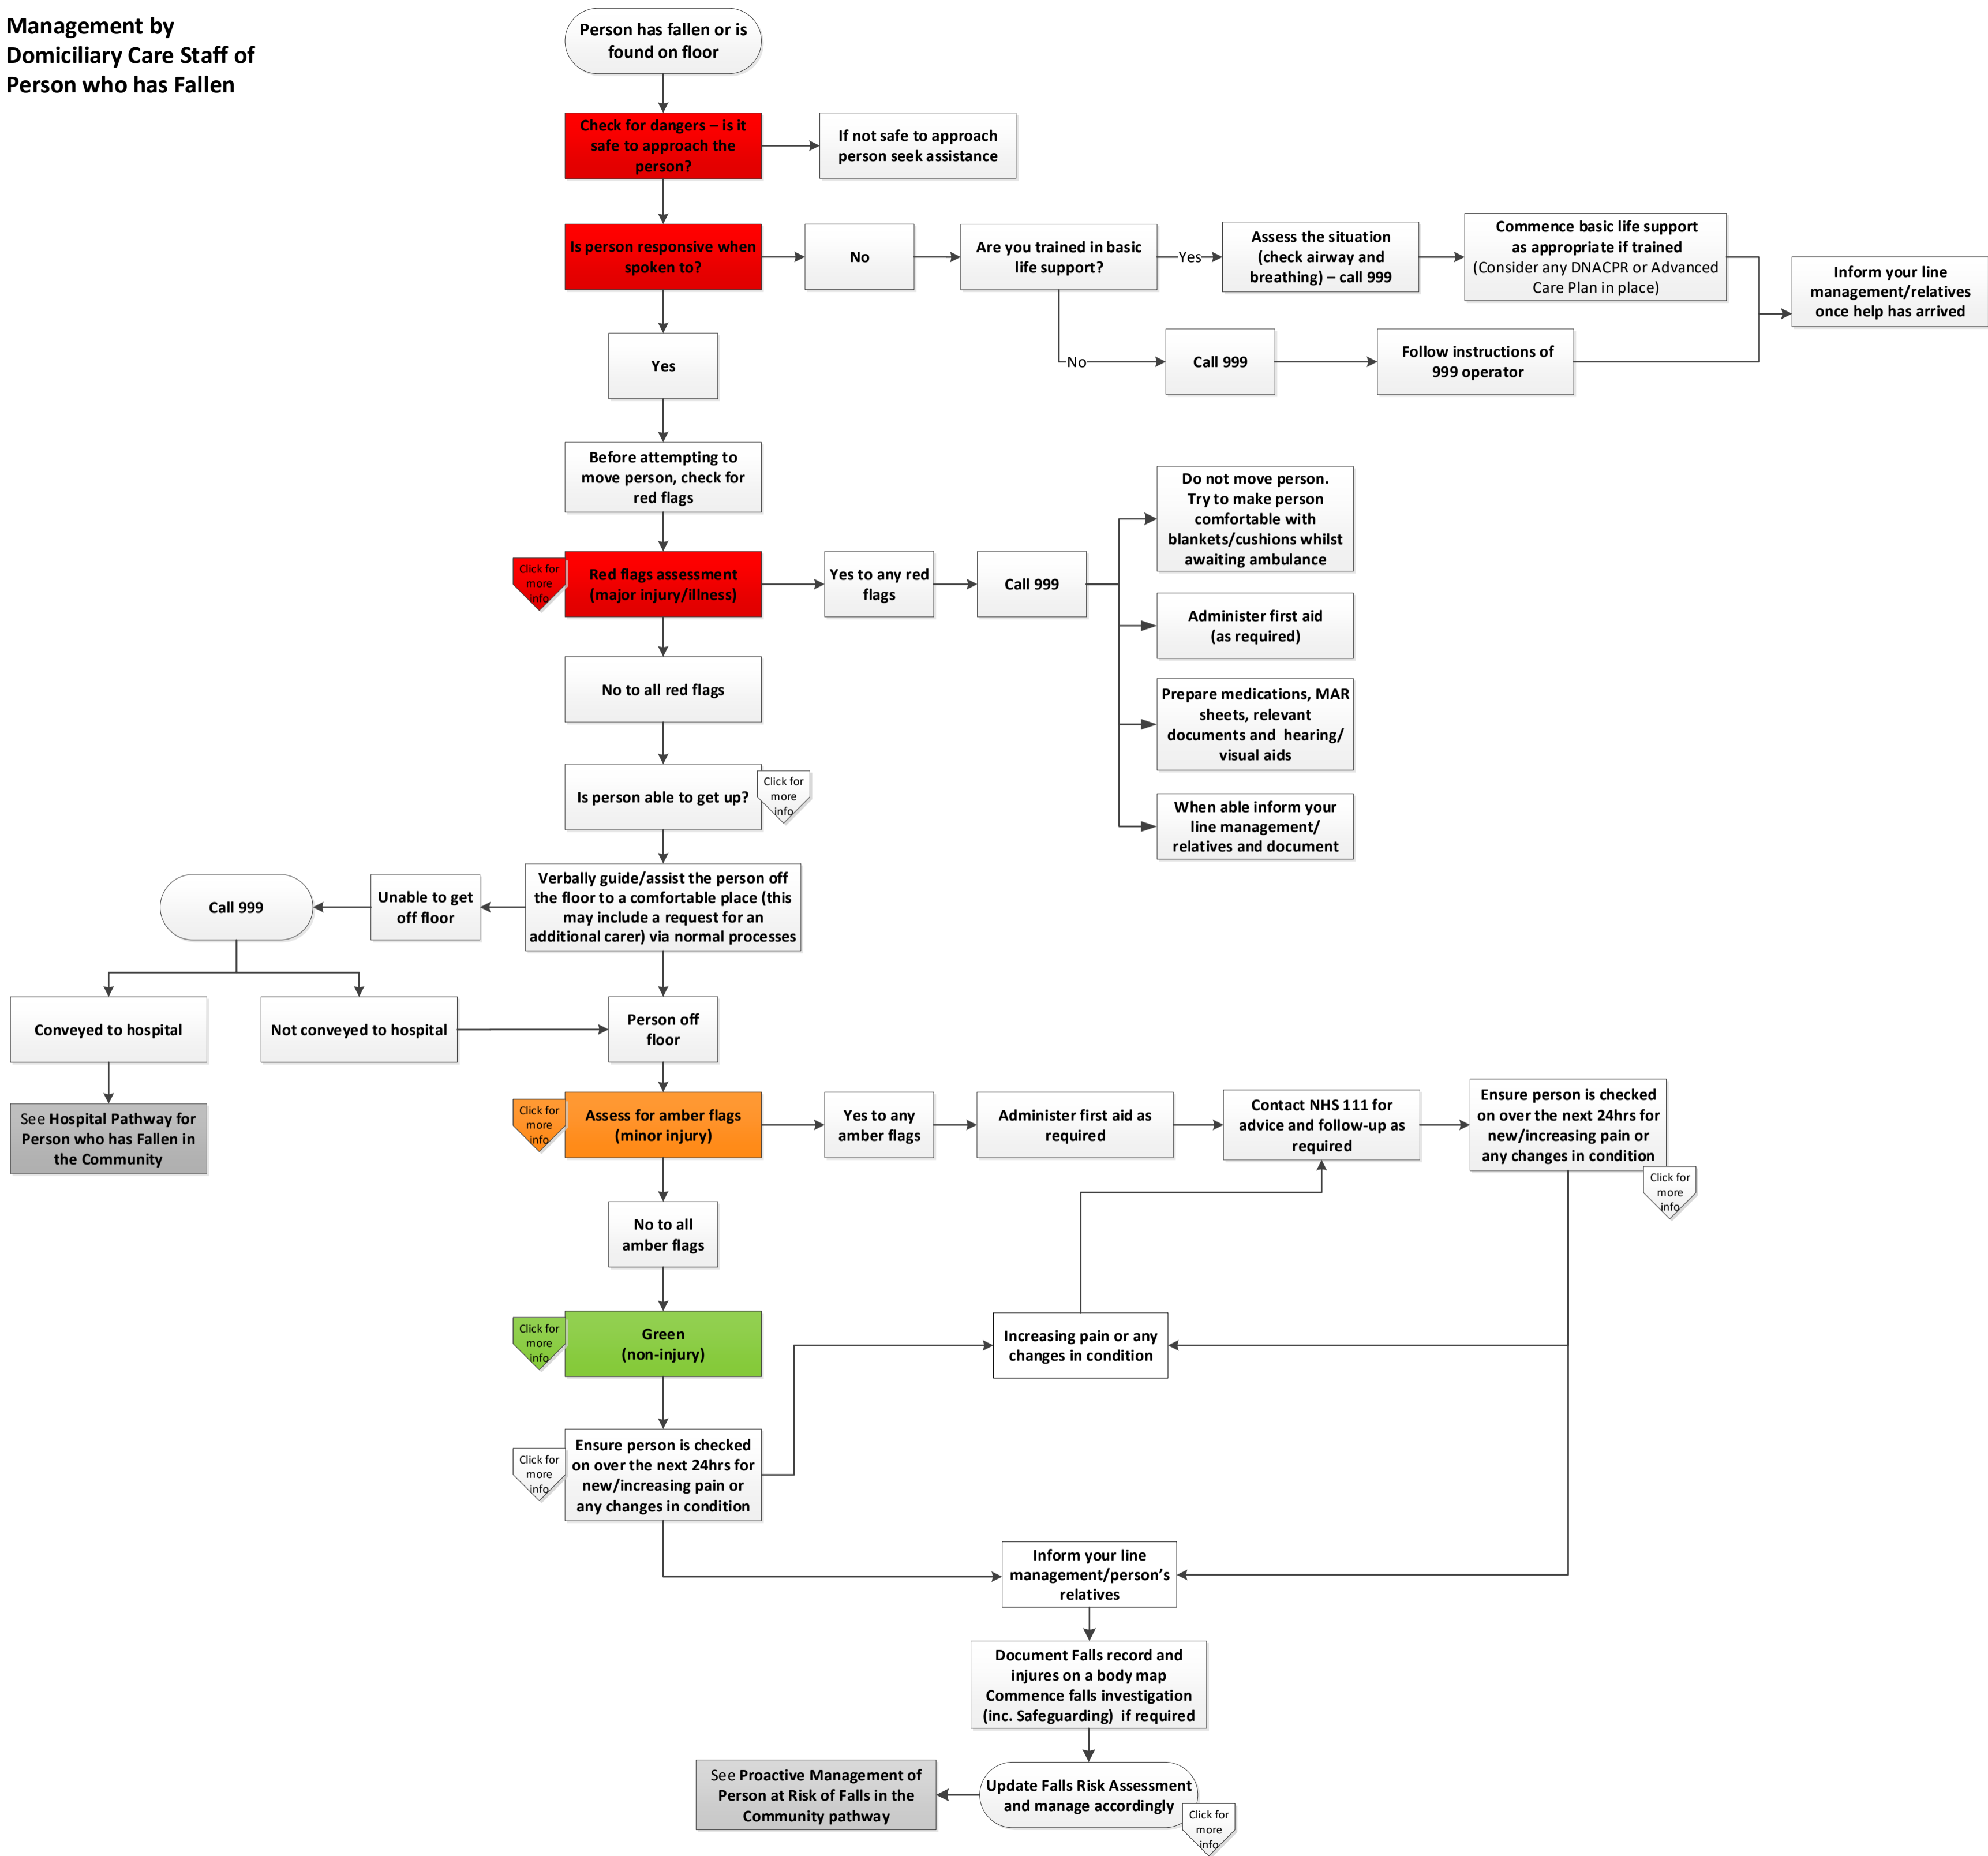 Management by
Domiciliary Care Staff of
Person who has Fallen
Person has fallen or is
found on floor
Check for dangers – is it
safe to approach the
person?
If not safe to approach
person seek assistance
Is person responsive when
spoken to?
No
Are you trained in basic
life support?
Yes
Assess the situation
(check airway and
breathing) – call 999
Commence basic life support
as appropriate if trained
(Consider any DNACPR or Advanced
Care Plan in place)
Inform your line
management/relatives
once help has arrived
No
Call 999
Follow instructions of
999 operator
Yes
Before attempting to
move person, check for
red flags
Click for
more
info
Red flags assessment
(major injury/illness)
Yes to any red
flags
Call 999
Do not move person.
Try to make person
comfortable with
blankets/cushions whilst
awaiting ambulance
Administer first aid
(as required)
Prepare medications, MAR
sheets, relevant
documents and hearing/
visual aids
When able inform your
line management/
relatives and document
No to all red flags
Is person able to get up?
Click for
more
info
Verbally guide/assist the person off
the floor to a comfortable place (this
may include a request for an
additional carer) via normal processes
Unable to get
off floor
Call 999
Conveyed to hospital
Not conveyed to hospital
Person off
floor
See Hospital Pathway for
Person who has Fallen in
the Community
Click for
more
info
Assess for amber flags
(minor injury)
Yes to any
amber flags
Administer first aid as
required
Contact NHS 111 for
advice and follow-up as
required
Ensure person is checked
on over the next 24hrs for
new/increasing pain or
any changes in condition
Click for
more
info
No to all
amber flags
Click for
more
info
Green
(non-injury)
Increasing pain or any
changes in condition
Click for
more
info
Ensure person is checked
on over the next 24hrs for
new/increasing pain or
any changes in condition
Inform your line
management/person's
relatives
Document Falls record and
injures on a body map
Commence falls investigation
(inc. Safeguarding) if required
Update Falls Risk Assessment
and manage accordingly
Click for
more
info
See Proactive Management of
Person at Risk of Falls in the
Community pathway